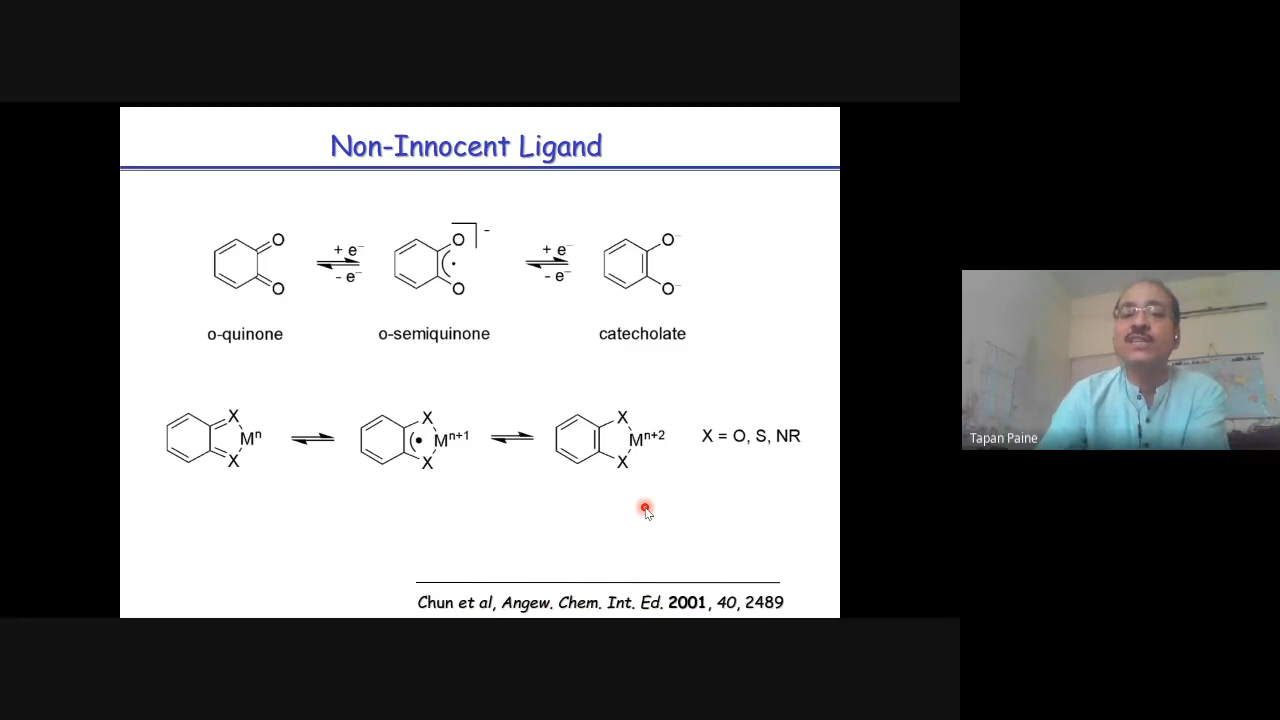 Non-Innocent Ligand
O
O
+ e⁻
- e⁻
O
O
-
+ e⁻
- e⁻
O⁻
O⁻
o-quinone
o-semiquinone
catecholate
X
X
Mⁿ
X
X
Mⁿ⁺¹
X
X
Mⁿ⁺²
X = O, S, NR
Chun et al, Angew. Chem. Int. Ed. 2001, 40, 2489
Tapan Paine